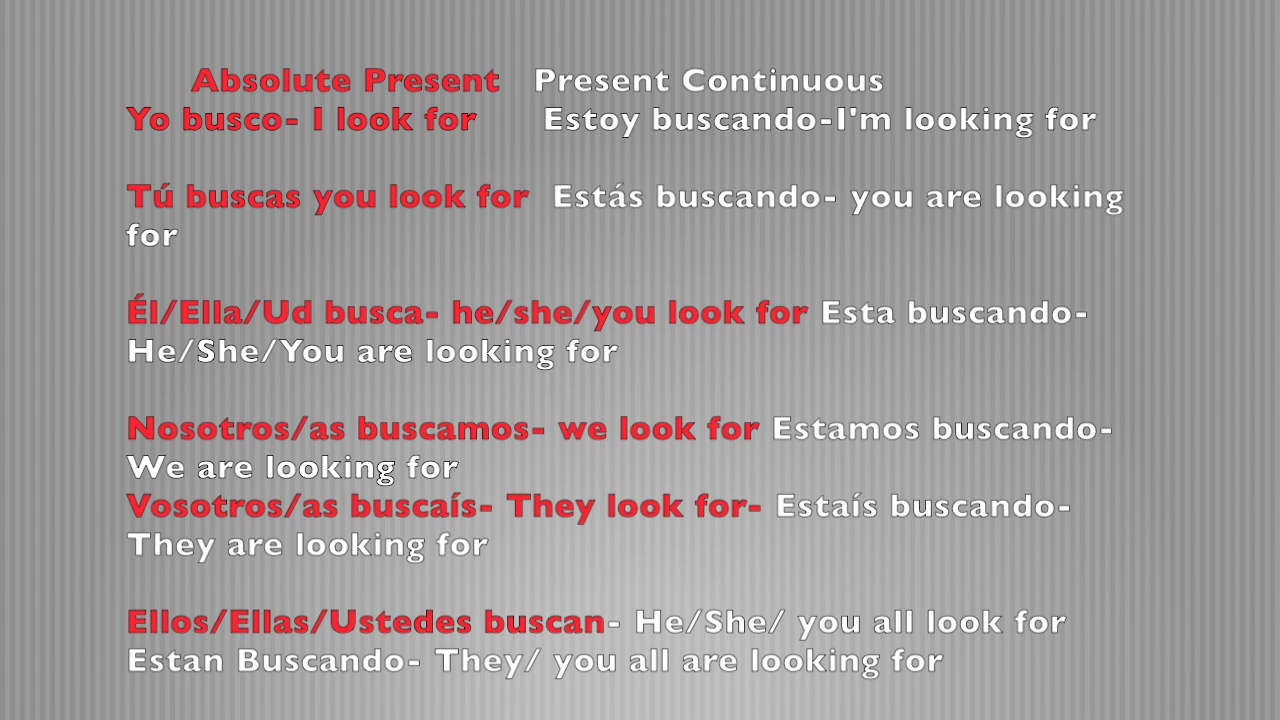 Absolute Present Present Continuous
Yo busco- I look for Estoy buscando-I'm looking for
Tú buscas you look for Estás buscando- you are looking
for
Él/Ella/Ud busca- he/she/you look for Esta buscando-
He/She/You are looking for
Nosotros/as buscamos- we look for Estamos buscando-
We are looking for
Vosotros/as buscaís- They look for- Estaís buscando-
They are looking for
Ellos/Ellas/Ustedes buscan- He/She/ you all look for
Estan Buscando- They/ you all are looking for